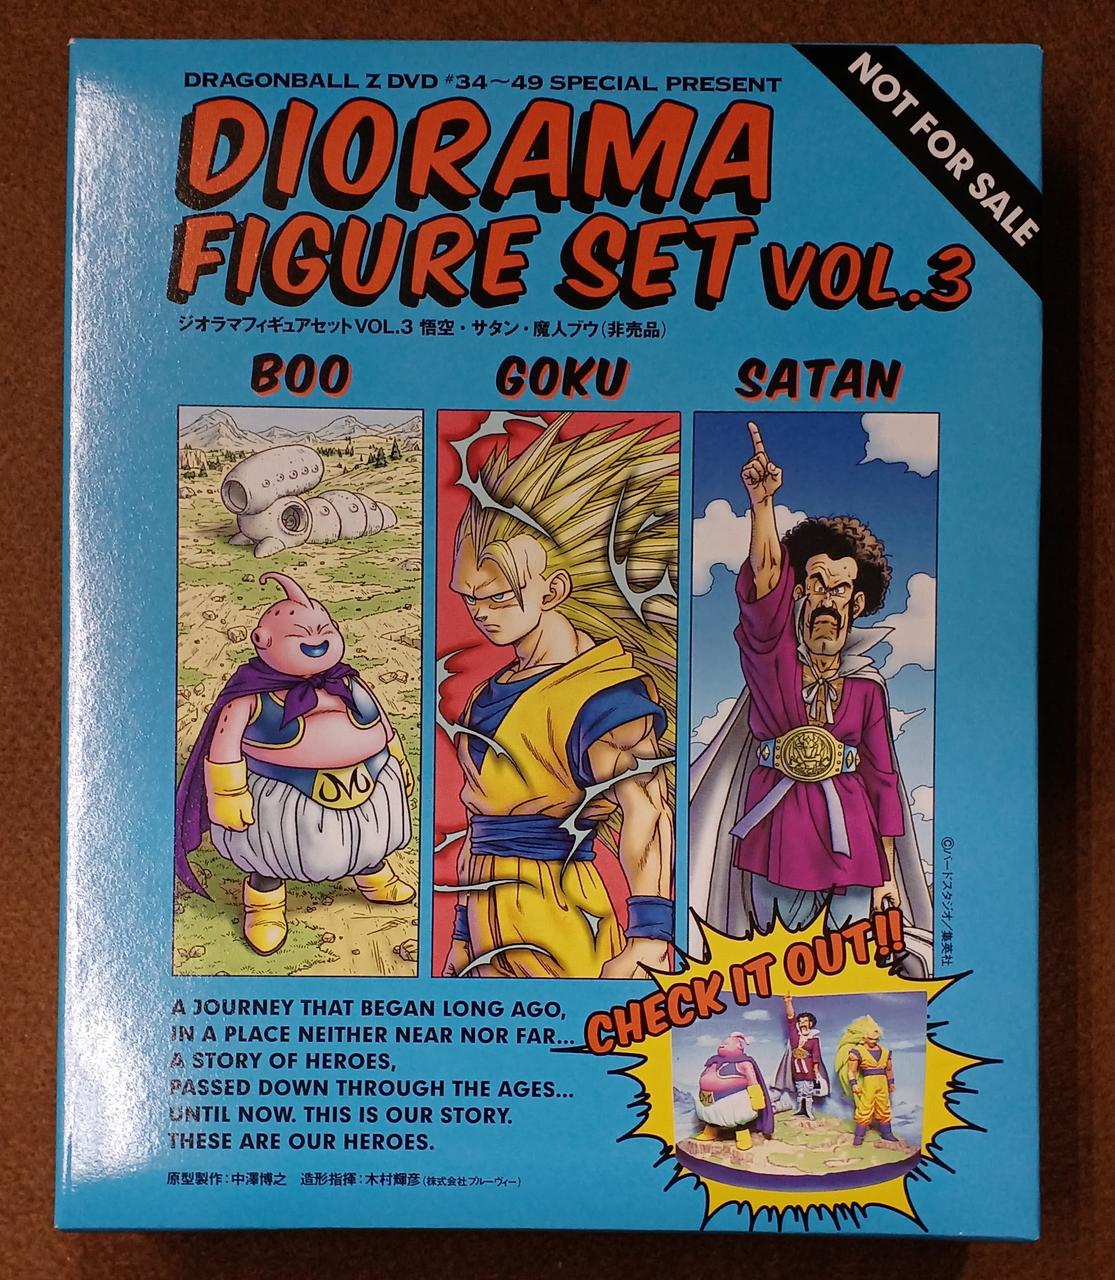 DRAGONBALL Z DVD #34~49 SPECIAL PRESENT
NOT FOR SALE
DIORAMA
FIGURE SET VOL.3
ジオラマフィギュアセットVOL.3 悟空・サタン・魔人ブウ(非売品)
BOO GOKU SATAN
©バードスタジオ/集英社
CHECK IT OUT!!
A JOURNEY THAT BEGAN LONG AGO,
IN A PLACE NEITHER NEAR NOR FAR...
A STORY OF HEROES,
PASSED DOWN THROUGH THE AGES...
UNTIL NOW. THIS IS OUR STORY.
THESE ARE OUR HEROES.
原型製作:中澤博之 造形指揮:木村輝彦(株式会社ブルーヴィー)